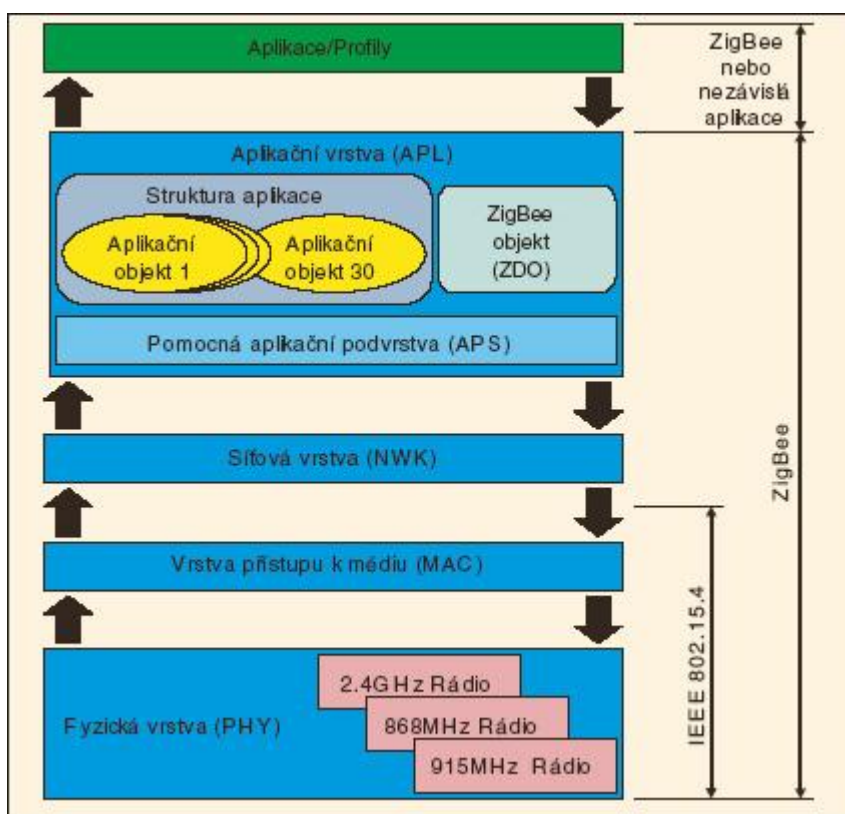 Aplikace/Profily
ZigBee
nebo
nezávislá
aplikace
Aplikační vrstva (APL)
Struktura aplikace
Aplikační
objekt 1
Aplikační
objekt 30
ZigBee
objekt
(ZDO)
Pomocná aplikační podvrstva (APS)
Síťová vrstva (NWK)
Vrstva přístupu k médiu (MAC)
Fyzická vrstva (PHY)
2.4GHz Rádio
868MHz Rádio
915MHz Rádio
IEEE 802.15.4
ZigBee